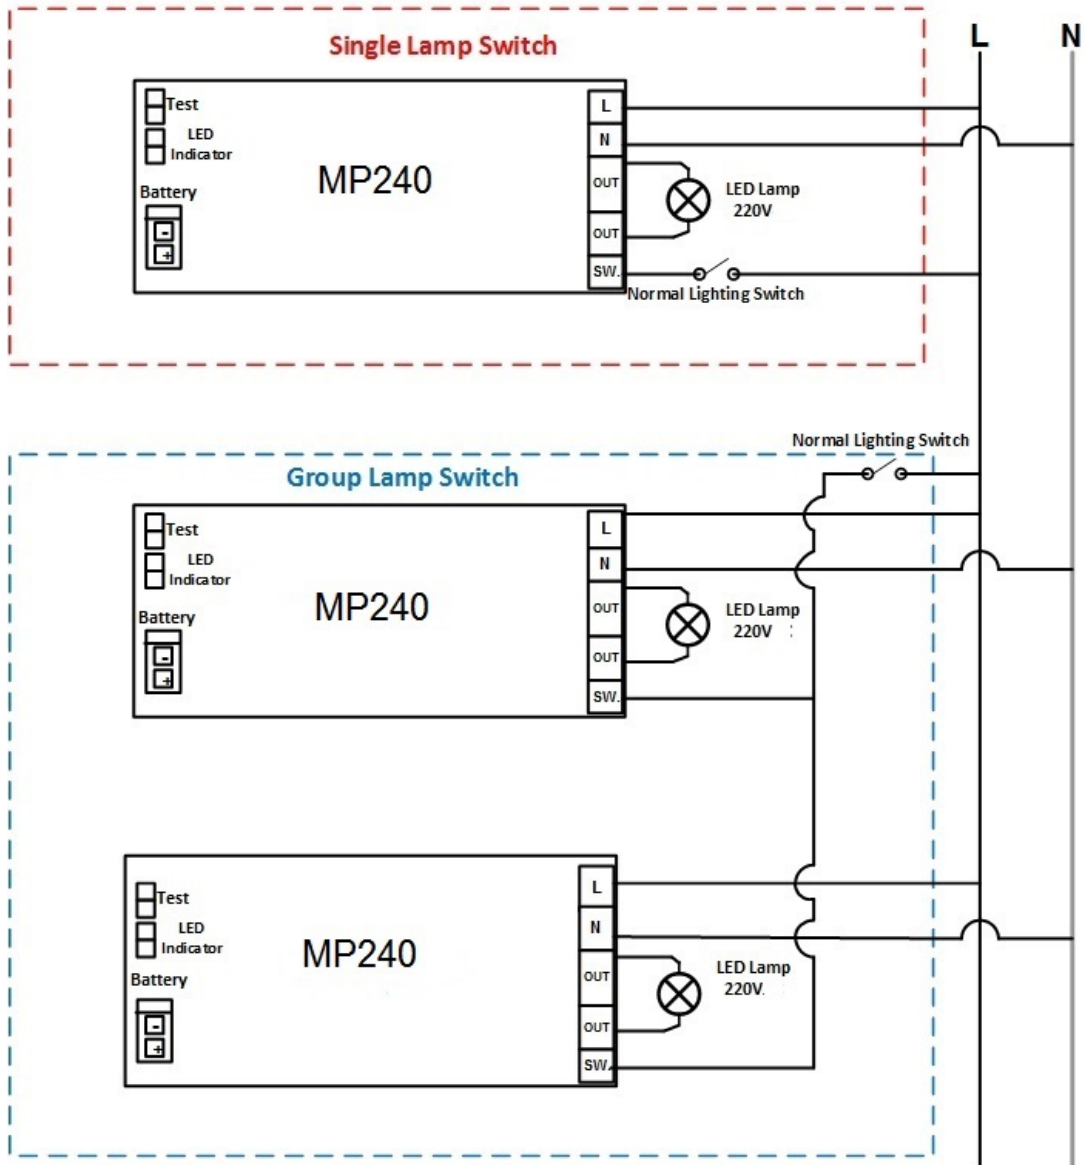 L N
Single Lamp Switch
Test
LED
Indicator
Battery
-
+
MP240
L
N
OUT
OUT
SW.
LED Lamp
220V
Normal Lighting Switch
Normal Lighting Switch
Group Lamp Switch
Test
LED
Indicator
Battery
-
+
MP240
L
N
OUT
OUT
SW.
LED Lamp
220V :
Test
LED
Indicator
Battery
-
+
MP240
L
N
OUT
OUT
SW.
LED Lamp
220V.